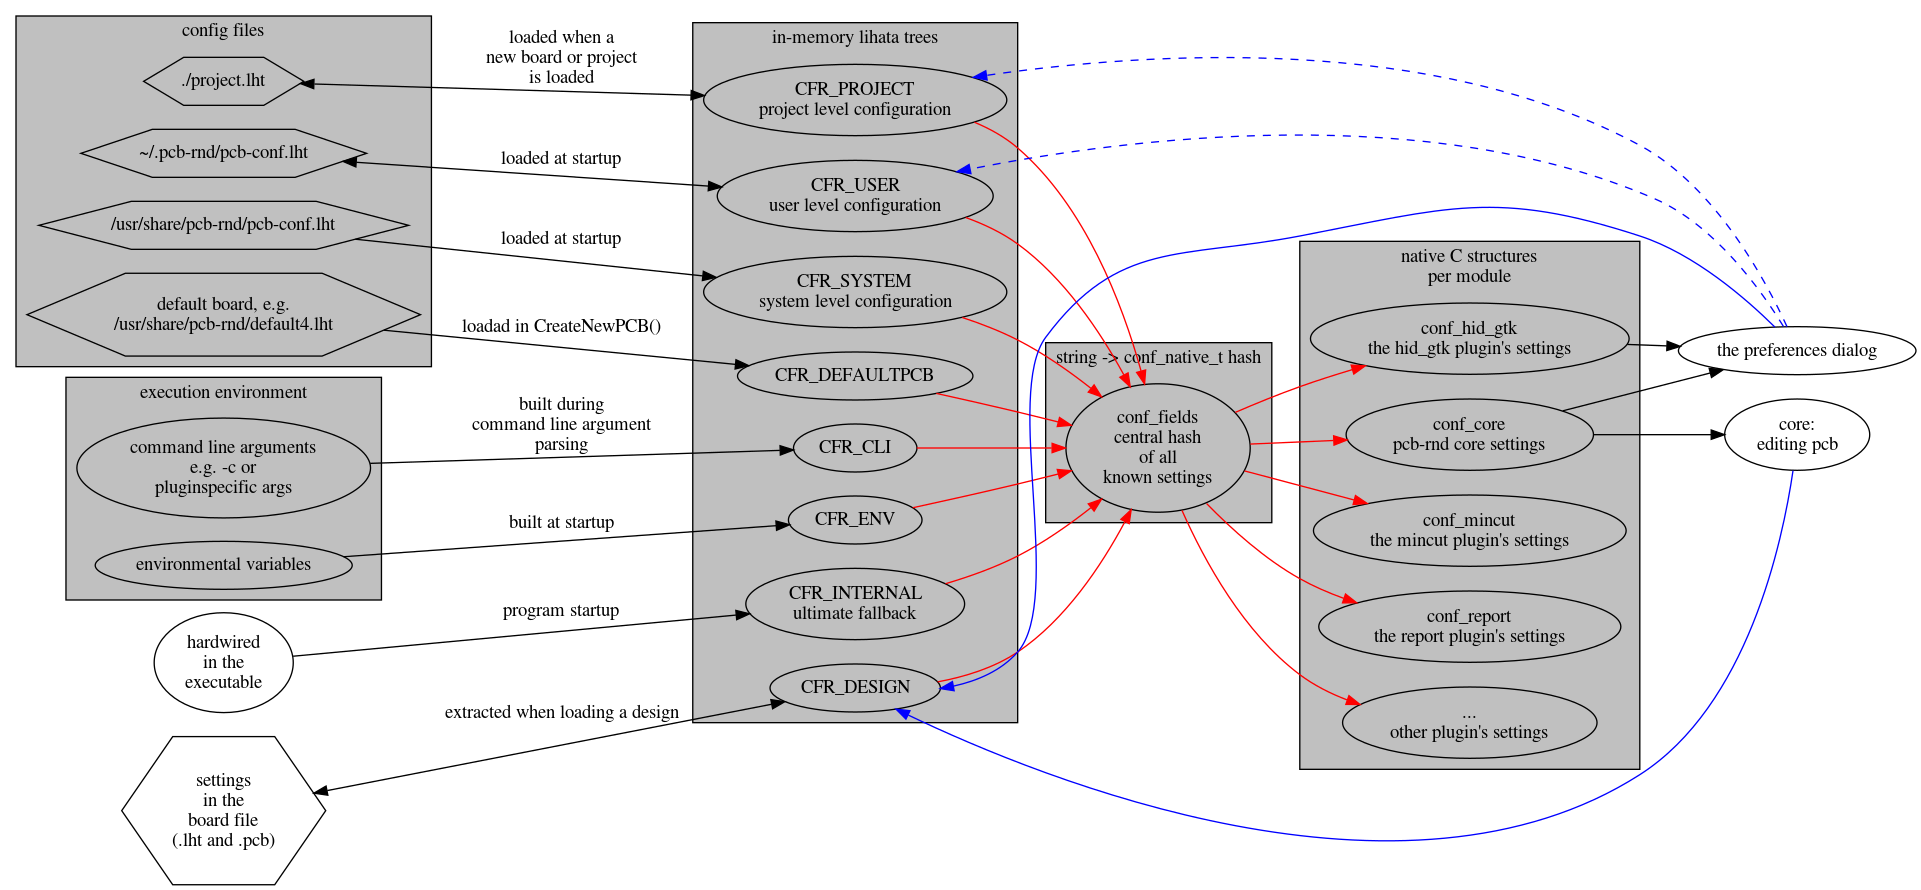 config files
./project.lht
~/.pcb-rnd/pcb-conf.lht
/usr/share/pcb-rnd/pcb-conf.lht
default board, e.g.
/usr/share/pcb-rnd/default4.lht
execution environment
command line arguments
e.g. -c or
pluginspecific args
environmental variables
hardwired
in the
executable
settings
in the
board file
(.lht and .pcb)
loaded when a
new board or project
is loaded
loaded at startup
loaded at startup
loadad in CreateNewPCB()
built during
command line argument
parsing
built at startup
program startup
extracted when loading a design
in-memory lihata trees
CFR_PROJECT
project level configuration
CFR_USER
user level configuration
CFR_SYSTEM
system level configuration
CFR_DEFAULTPCB
CFR_CLI
CFR_ENV
CFR_INTERNAL
ultimate fallback
CFR_DESIGN
string -> conf_native_t hash
conf_fields
central hash
of all
known settings
native C structures
per module
conf_hid_gtk
the hid_gtk plugin's settings
conf_core
pcb-rnd core settings
conf_mincut
the mincut plugin's settings
conf_report
the report plugin's settings
...
other plugin's settings
the preferences dialog
core:
editing pcb